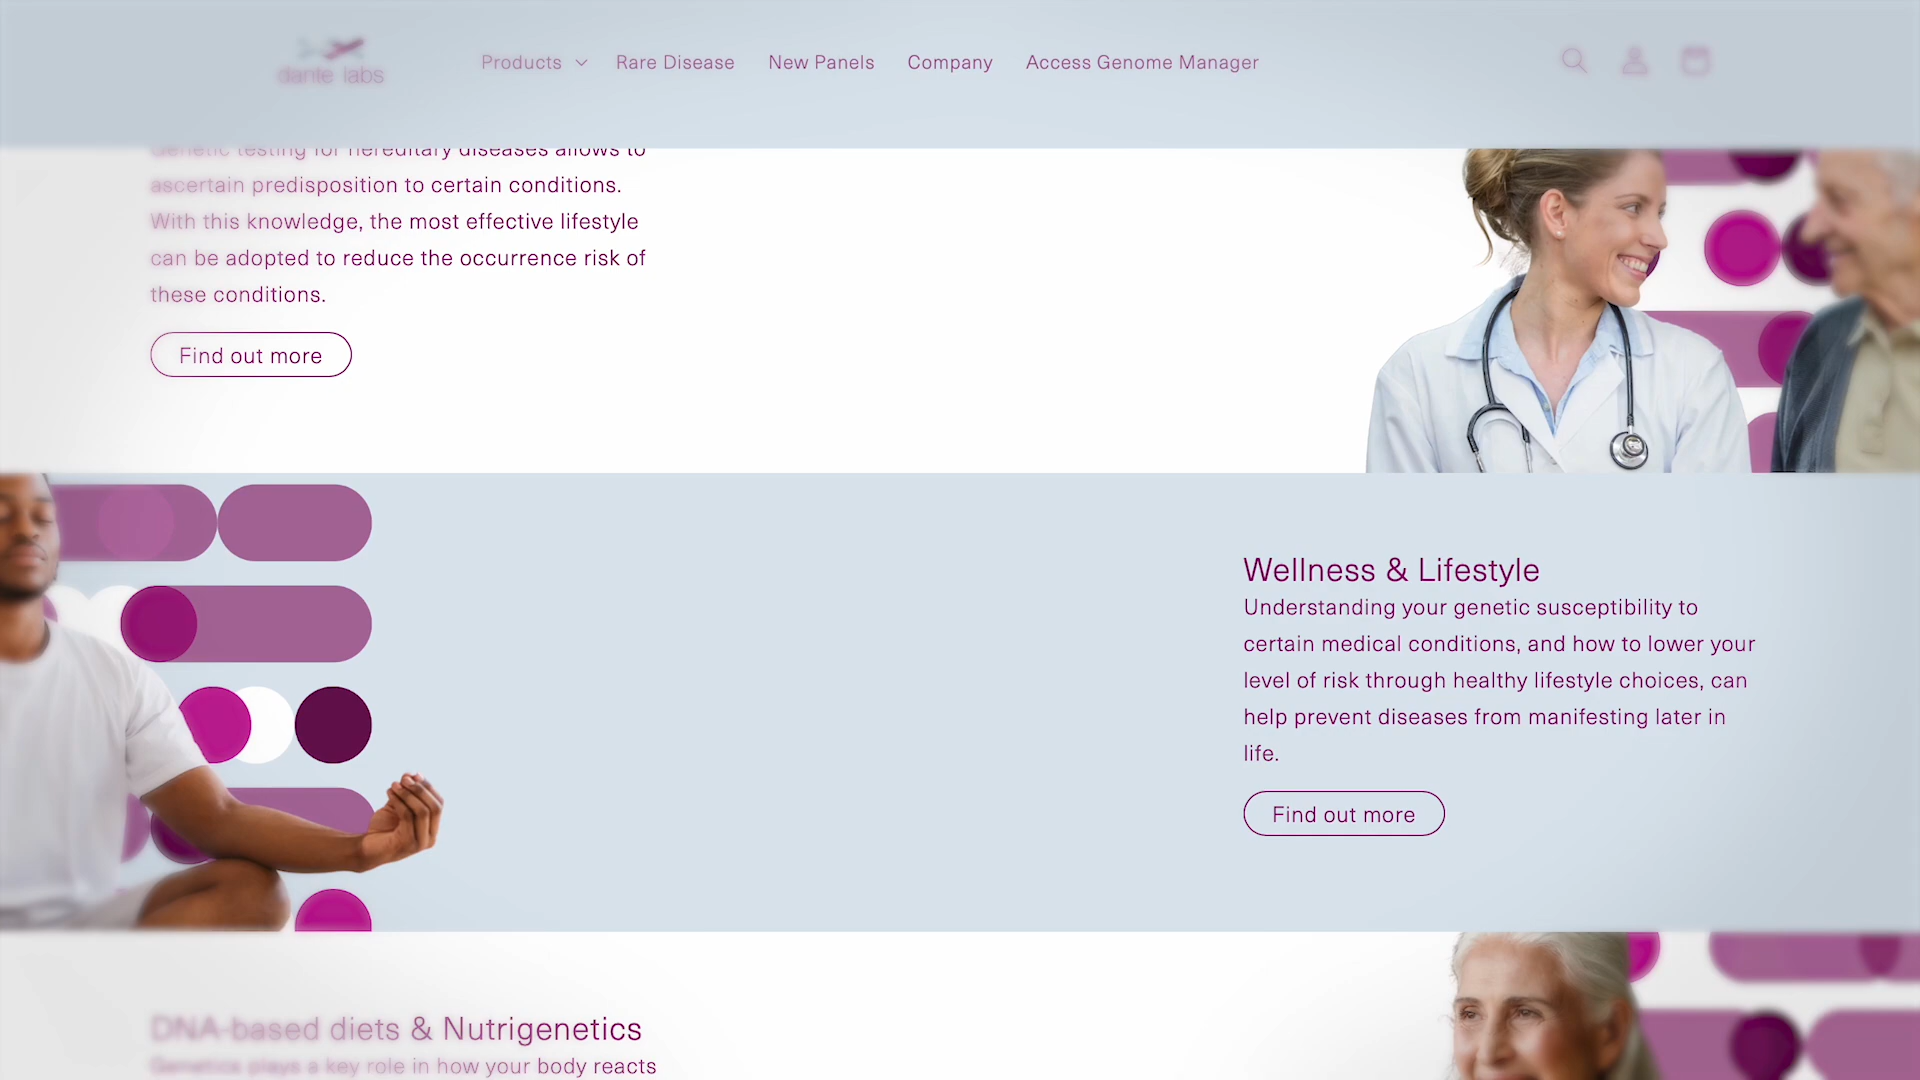 dante labs
Products
Rare Disease
New Panels
Company
Access Genome Manager
Genetic testing for hereditary diseases allows to
ascertain predisposition to certain conditions.
With this knowledge, the most effective lifestyle
can be adopted to reduce the occurrence risk of
these conditions.
Find out more
Wellness & Lifestyle
Understanding your genetic susceptibility to
certain medical conditions, and how to lower your
level of risk through healthy lifestyle choices, can
help prevent diseases from manifesting later in
life.
Find out more
DNA-based diets & Nutrigenetics
Genetics plays a key role in how your body reacts